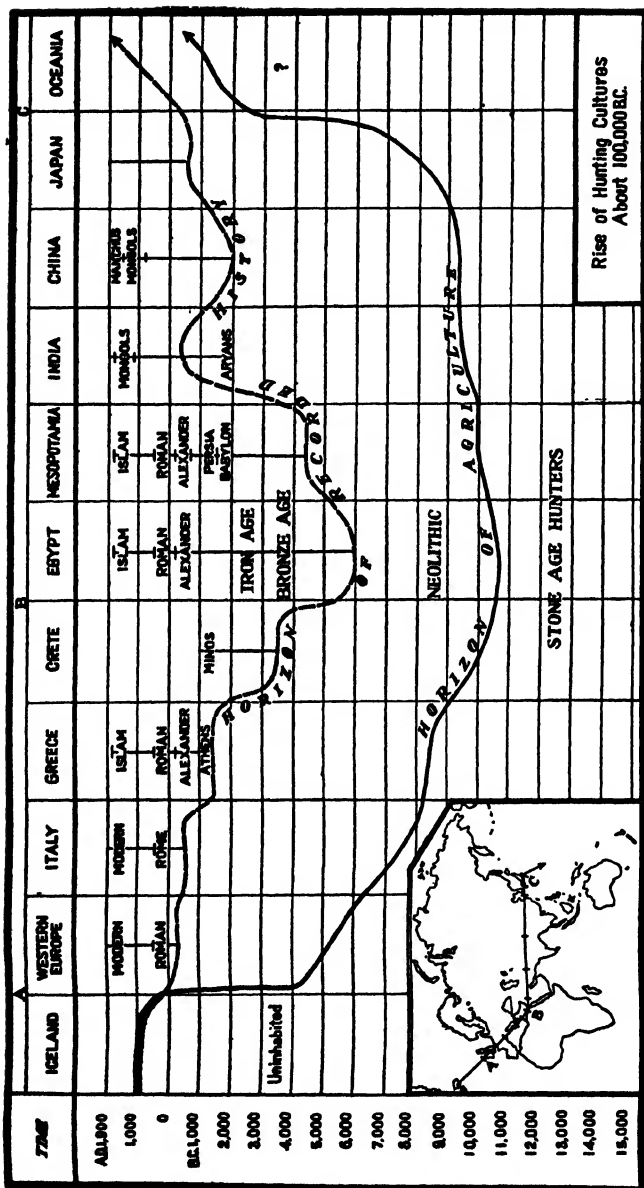 A B C
TIME ICELAND WESTERN EUROPE ITALY GREECE CRETE EGYPT MESOPOTAMIA INDIA CHINA JAPAN OCEANIA
A.D.1,900
1,000
0
B.C.1,000
2,000
3,000
4,000
5,000
6,000
7,000
8,000
9,000
10,000
11,000
12,000
13,000
14,000
15,000
Uninhabited
MODERN
ROMAN
MODERN
ROME
ISLAM
ROMAN
ALEXANDER
ATHENS
MINOS
ISLAM
ROMAN
ALEXANDER
ISLAM
ROMAN
ALEXANDER
PERSIA
BABYLON
MONGOLS
ARYANS
MANCHUS
MONGOLS
?
IRON AGE
BRONZE AGE
HORIZON OF RECORDED HISTORY
NEOLITHIC
HORIZON OF AGRICULTURE
STONE AGE HUNTERS
A
B
C
Rise of Hunting Cultures
About 100,000 B.C.